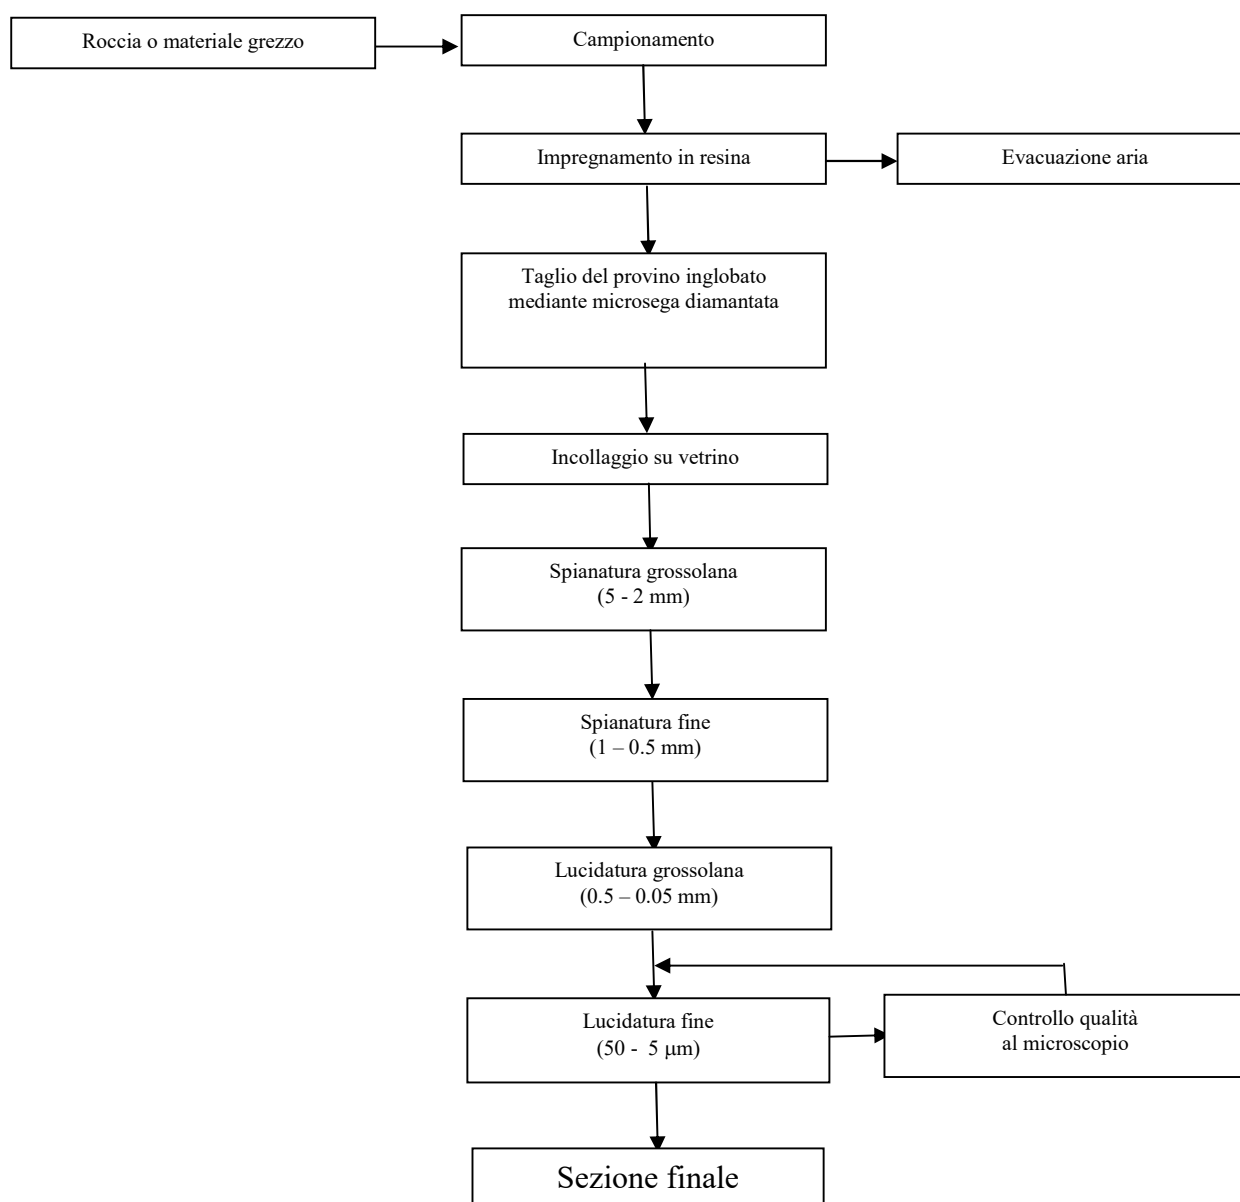 Roccia o materiale grezzo
Campionamento
Impregnamento in resina
Evacuazione aria
Taglio del provino inglobato
mediante microsega diamantata
Incollaggio su vetrino
Spianatura grossolana
(5 - 2 mm)
Spianatura fine
(1 – 0.5 mm)
Lucidatura grossolana
(0.5 – 0.05 mm)
Lucidatura fine
(50 - 5 μm)
Controllo qualità
al microscopio
Sezione finale